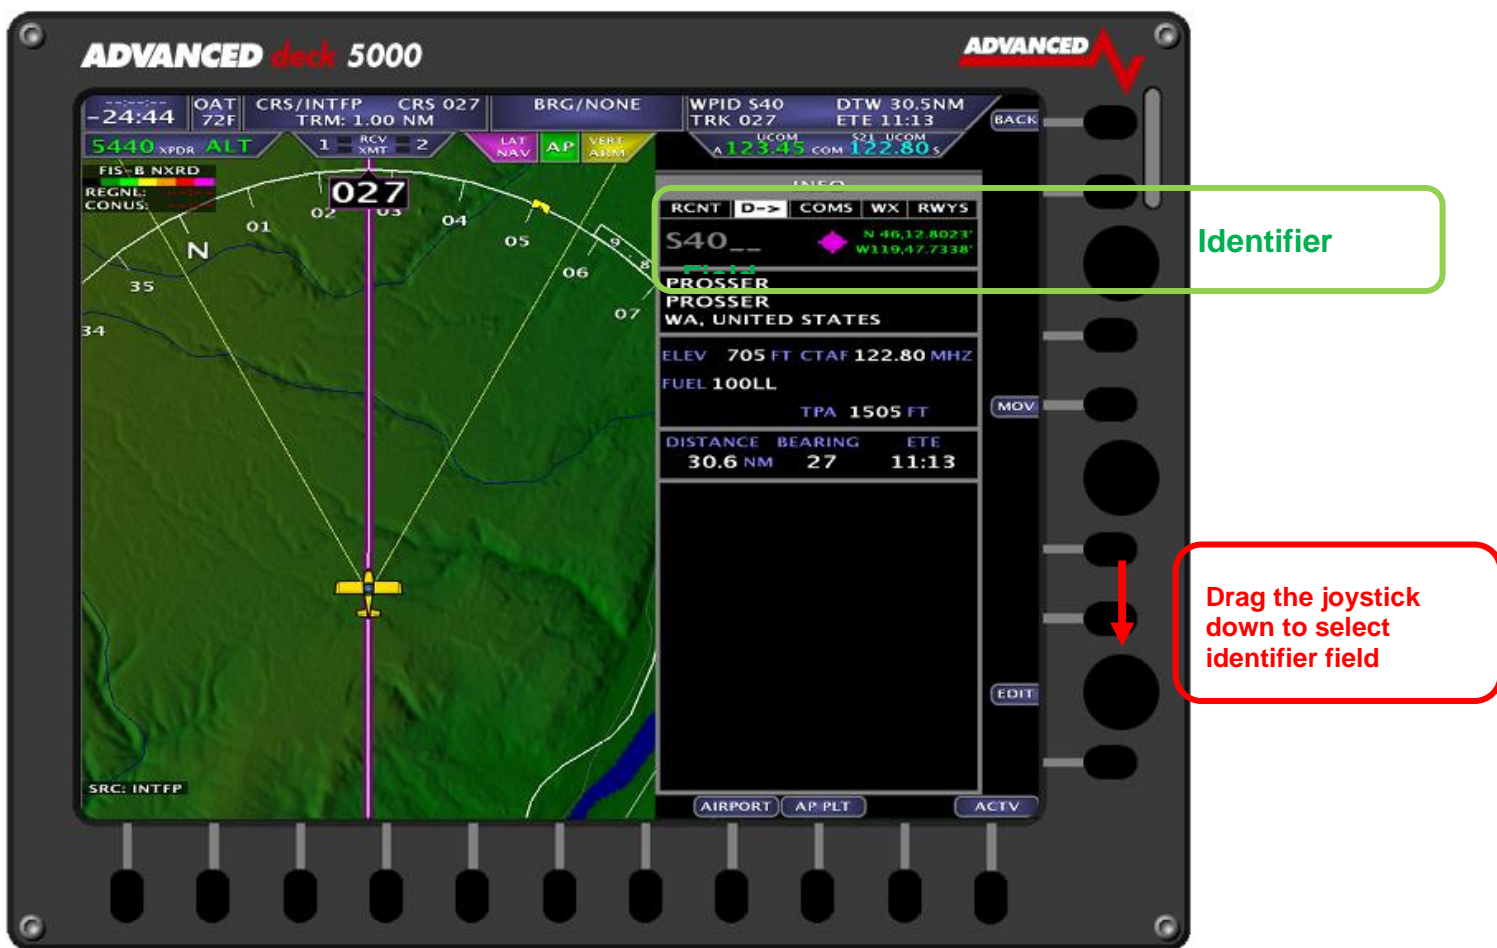 ADVANCED deck 5000
ADVANCED
--:--:--
-24:44
OAT
72F
CRS/INTFP CRS 027
TRM: 1.00 NM
BRG/NONE
WPID S40 DTW 30.5NM
TRK 027 ETE 11:13
BACK
5440 XPDR ALT
1 RCV XMT 2
LAT NAV
AP
VERT ARM
UCOM S21 UCOM
A 123.45 COM 122.80 S
FIS-B NXRD
REGNL:
CONUS:
027
INFO
RCNT D-> COMS WX RWYS
S40__
N 46,12.8023'
W119,47.7338'
Identifier
Field
PROSSER
PROSSER
WA, UNITED STATES
34
35
N
01
02
03
04
05
06
07
9
8
ELEV 705 FT CTAF 122.80 MHZ
FUEL 100LL
TPA 1505 FT
MOV
DISTANCE BEARING ETE
30.6 NM 27 11:13
Drag the joystick
down to select
identifier field
EDIT
SRC: INTFP
AIRPORT
AP PLT
ACTV